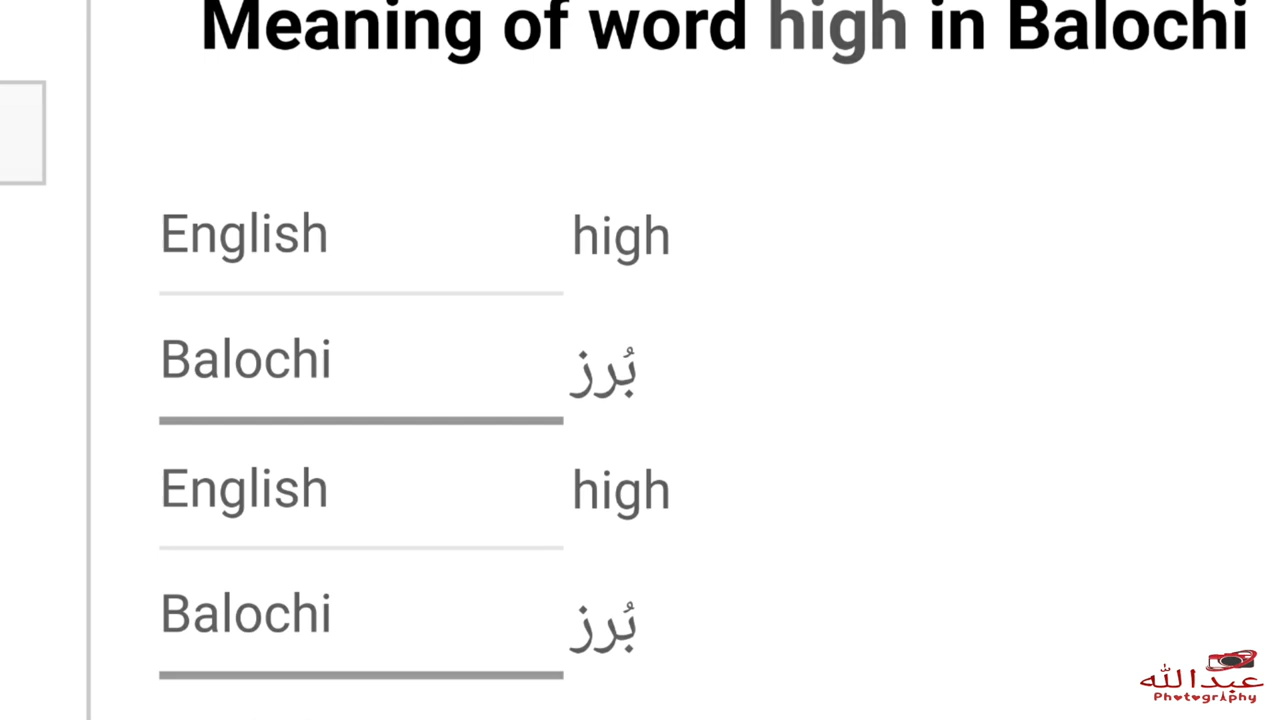 Meaning of word high in Balochi
English high
Balochi بُرز
English high
Balochi بُرز
عبدالله
Photography